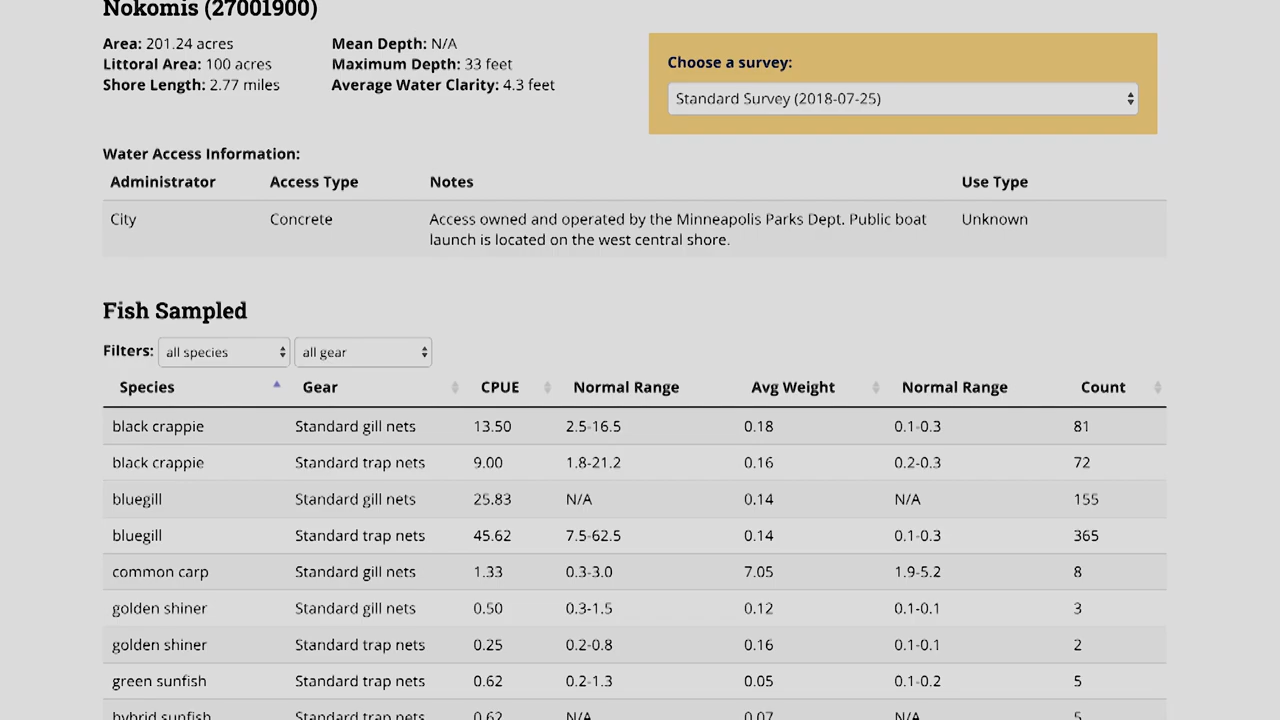 Nokomis (27001900)
Area: 201.24 acres Mean Depth: N/A
Littoral Area: 100 acres Maximum Depth: 33 feet
Shore Length: 2.77 miles Average Water Clarity: 4.3 feet
Choose a survey:
Standard Survey (2018-07-25)
Water Access Information:
Administrator Access Type Notes Use Type
City Concrete Access owned and operated by the Minneapolis Parks Dept. Public boat Unknown
launch is located on the west central shore.
Fish Sampled
Filters: all species all gear
Species Gear CPUE Normal Range Avg Weight Normal Range Count
black crappie Standard gill nets 13.50 2.5-16.5 0.18 0.1-0.3 81
black crappie Standard trap nets 9.00 1.8-21.2 0.16 0.2-0.3 72
bluegill Standard gill nets 25.83 N/A 0.14 N/A 155
bluegill Standard trap nets 45.62 7.5-62.5 0.14 0.1-0.3 365
common carp Standard gill nets 1.33 0.3-3.0 7.05 1.9-5.2 8
golden shiner Standard gill nets 0.50 0.3-1.5 0.12 0.1-0.1 3
golden shiner Standard trap nets 0.25 0.2-0.8 0.16 0.1-0.1 2
green sunfish Standard trap nets 0.62 0.2-1.3 0.05 0.1-0.2 5
hybrid sunfish Standard trap nets 0.62 N/A 0.07 N/A 5